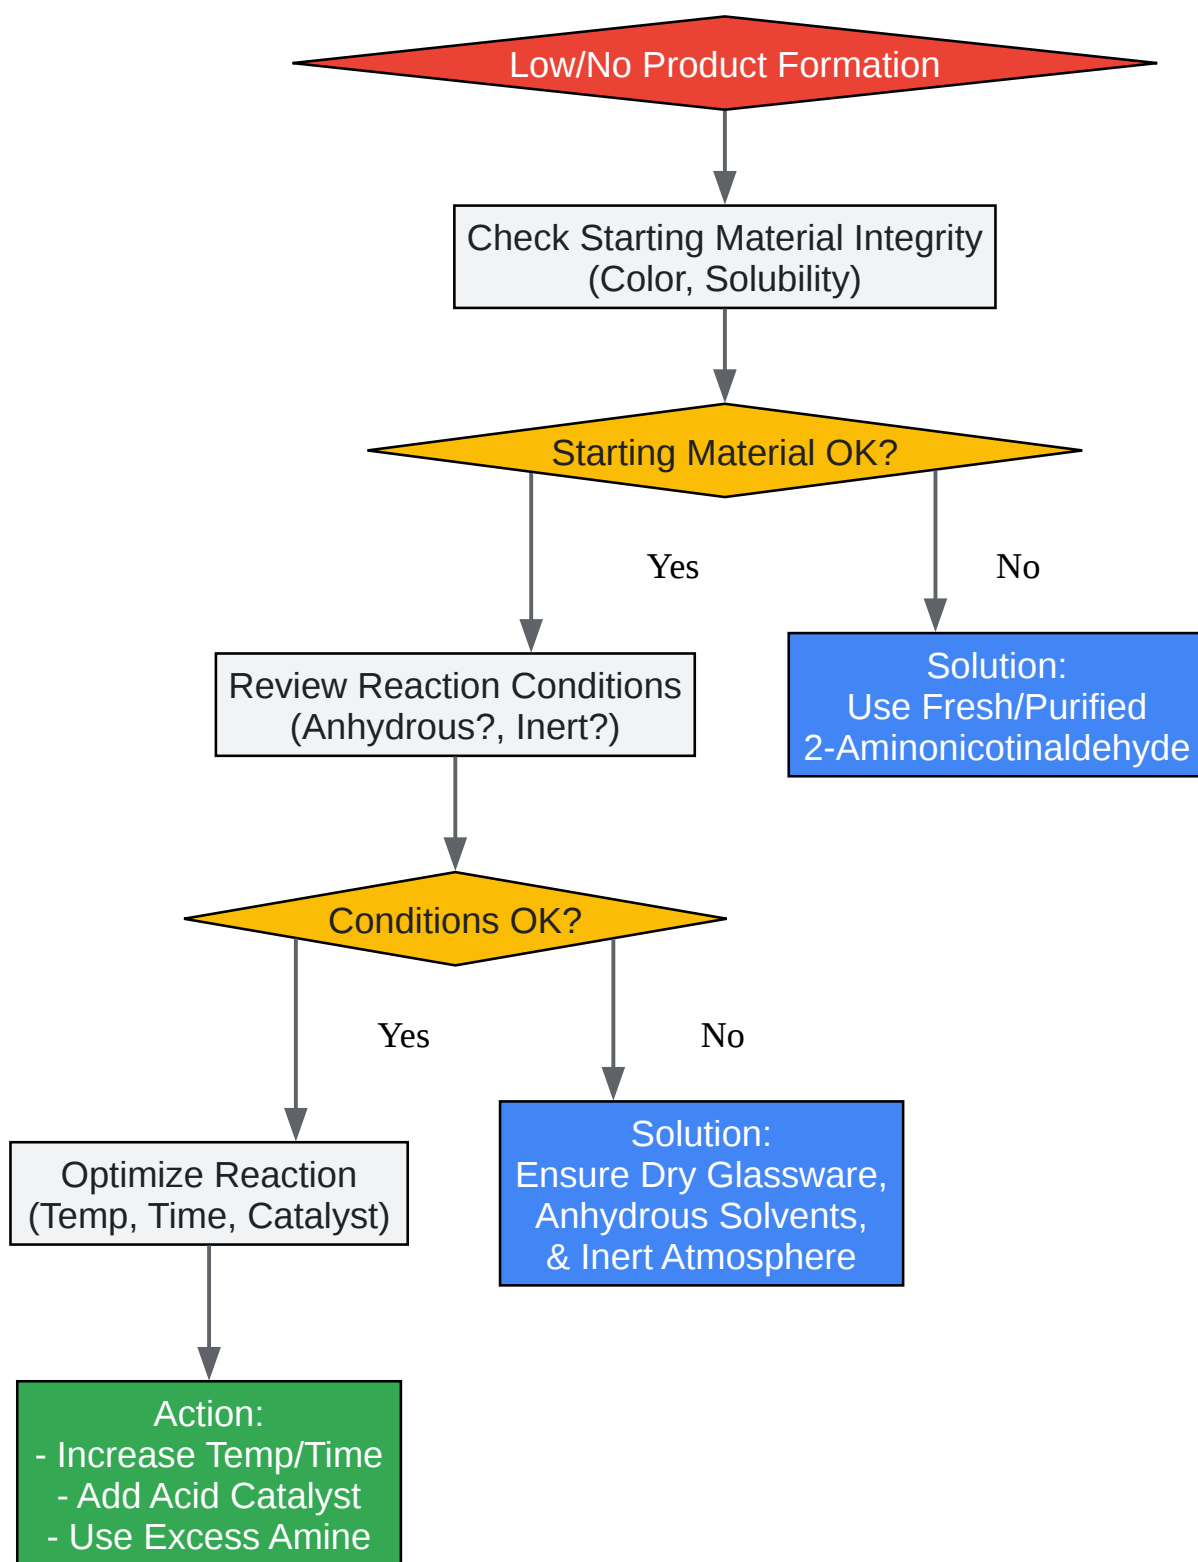 Low/No Product Formation
Check Starting Material Integrity
(Color, Solubility)
Starting Material OK?
Yes
No
Review Reaction Conditions
(Anhydrous?, Inert?)
Solution:
Use Fresh/Purified
2-Aminonicotinaldehyde
Conditions OK?
Yes
No
Optimize Reaction
(Temp, Time, Catalyst)
Solution:
Ensure Dry Glassware,
Anhydrous Solvents,
& Inert Atmosphere
Action:
- Increase Temp/Time
- Add Acid Catalyst
- Use Excess Amine